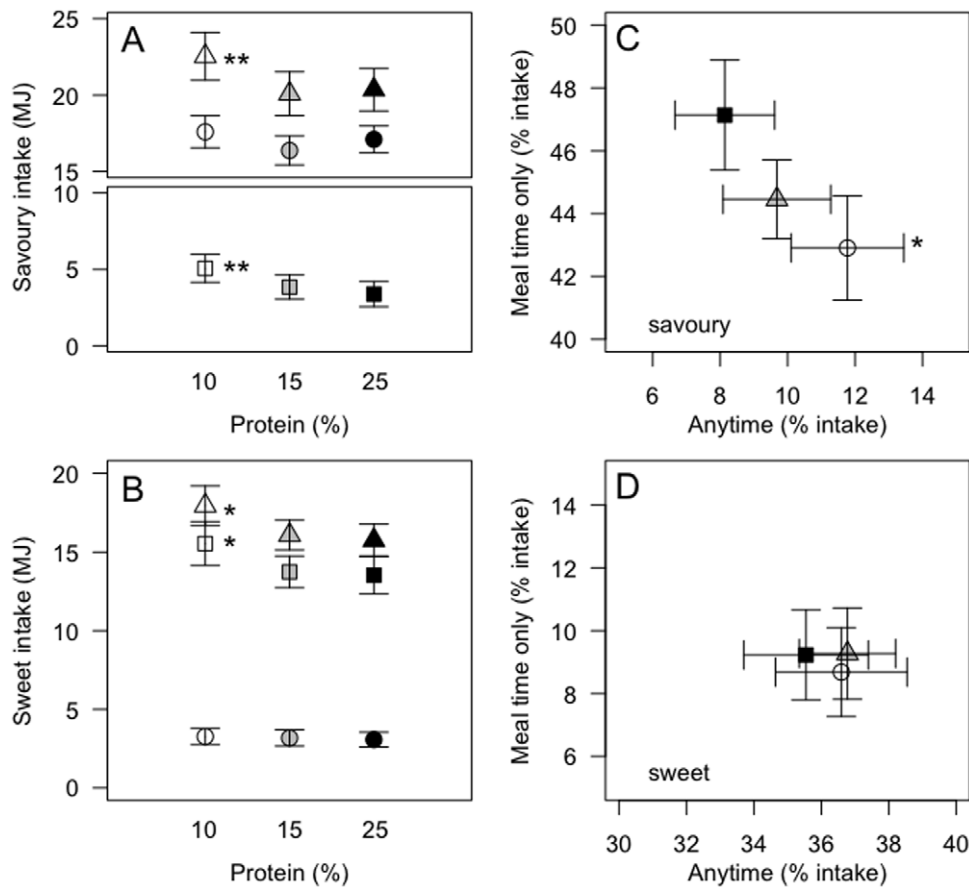 A
25
20
15
10
5
0
Savoury intake (MJ)
**
**
10 15 25
Protein (%)
C
50
48
46
44
42
40
Meal time only (% intake)
*
savoury
6 8 10 12 14
Anytime (% intake)
B
20
15
10
5
0
Sweet intake (MJ)
*
*
10 15 25
Protein (%)
D
14
12
10
8
6
Meal time only (% intake)
sweet
30 32 34 36 38 40
Anytime (% intake)